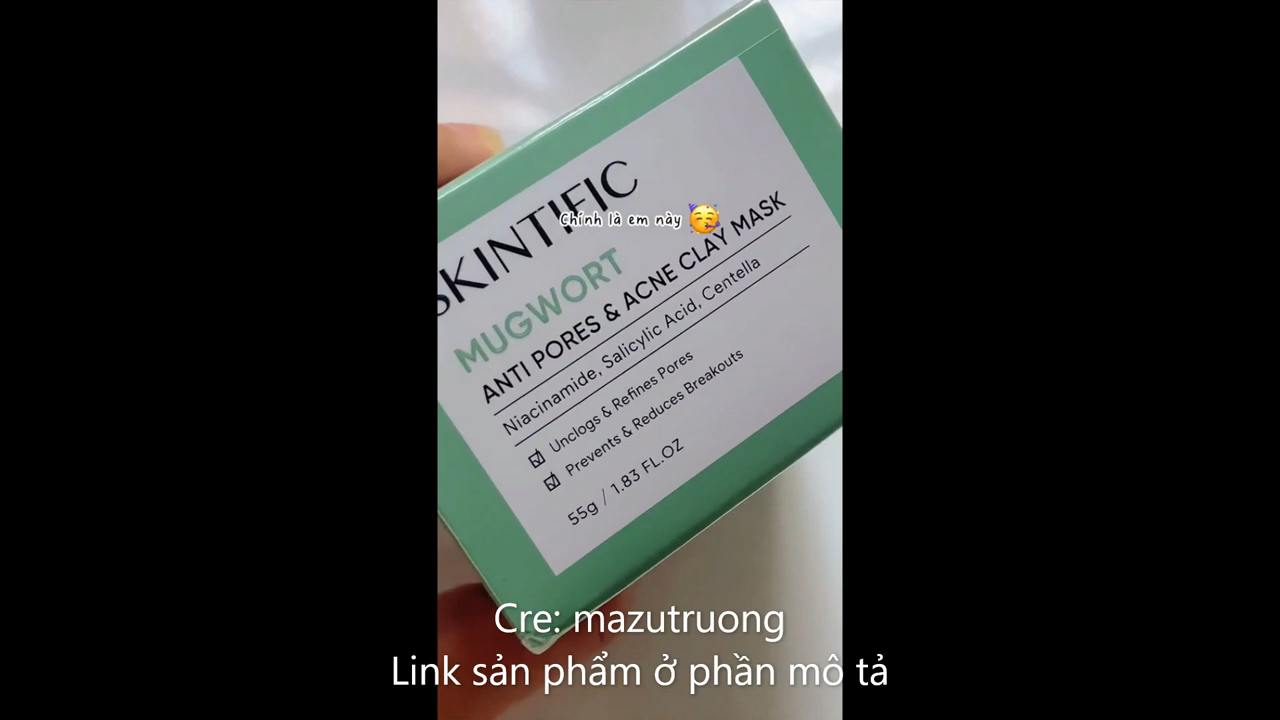 SKINTIFIC
Chính là em này
MUGWORT
ANTI PORES & ACNE CLAY MASK
Niacinamide, Salicylic Acid, Centella
Unclogs & Refines Pores
Prevents & Reduces Breakouts
55g / 1.83 FL.OZ
Cre: mazutruong
Link sản phẩm ở phần mô tả